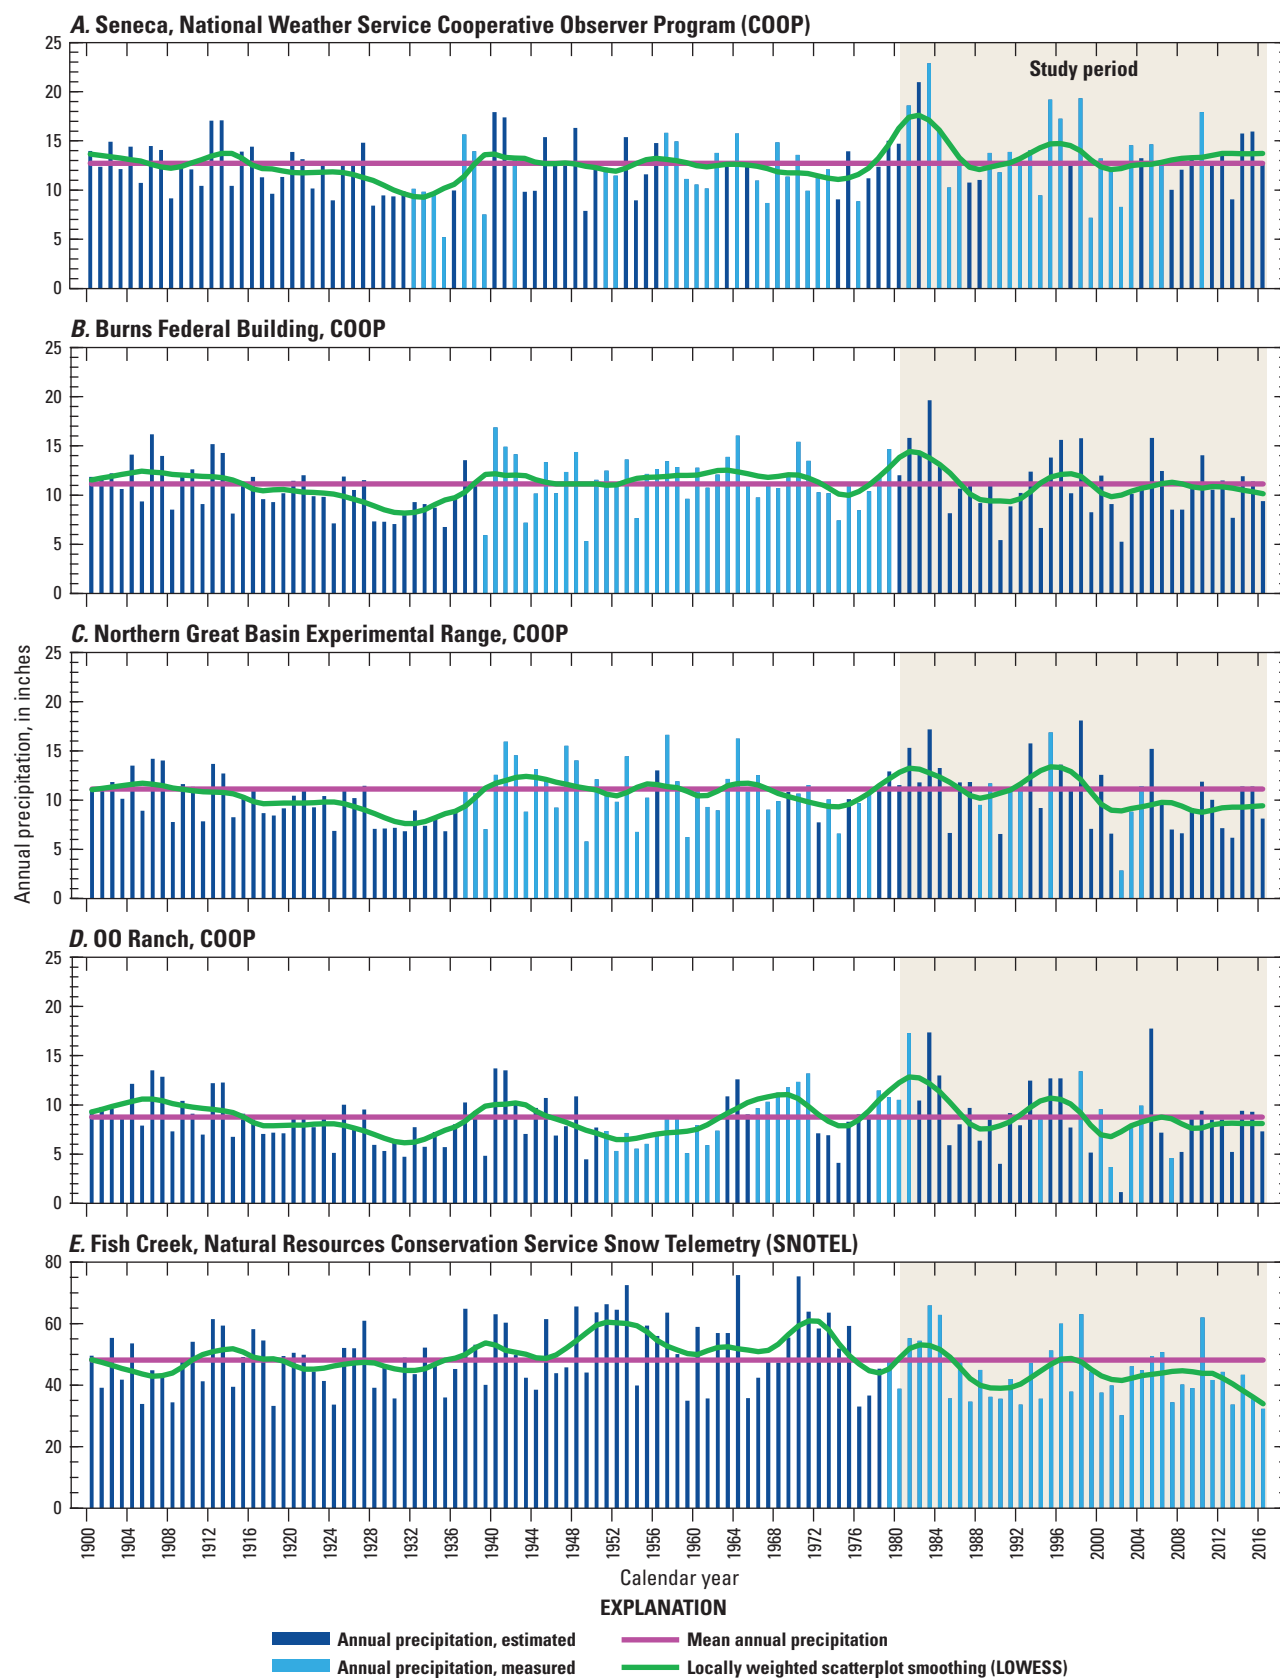 A. Seneca, National Weather Service Cooperative Observer Program (COOP)
25
20
15
10
5
0
Study period
B. Burns Federal Building, COOP
25
20
15
10
5
0
C. Northern Great Basin Experimental Range, COOP
25
20
15
10
5
0
Annual precipitation, in inches
D. OO Ranch, COOP
25
20
15
10
5
0
E. Fish Creek, Natural Resources Conservation Service Snow Telemetry (SNOTEL)
80
60
40
20
0
1900 1904 1908 1912 1916 1920 1924 1928 1932 1936 1940 1944 1948 1952 1956 1960 1964 1968 1972 1976 1980 1984 1988 1992 1996 2000 2004 2008 2012 2016
Calendar year
EXPLANATION
Annual precipitation, estimated
Mean annual precipitation
Annual precipitation, measured
Locally weighted scatterplot smoothing (LOWESS)